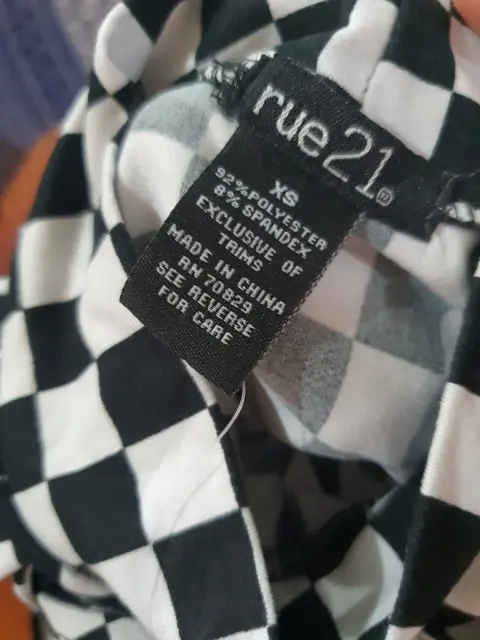 rue21®
XS
92% POLYESTER
8% SPANDEX
EXCLUSIVE OF
TRIMS
MADE IN CHINA
RN 70829
SEE REVERSE
FOR CARE